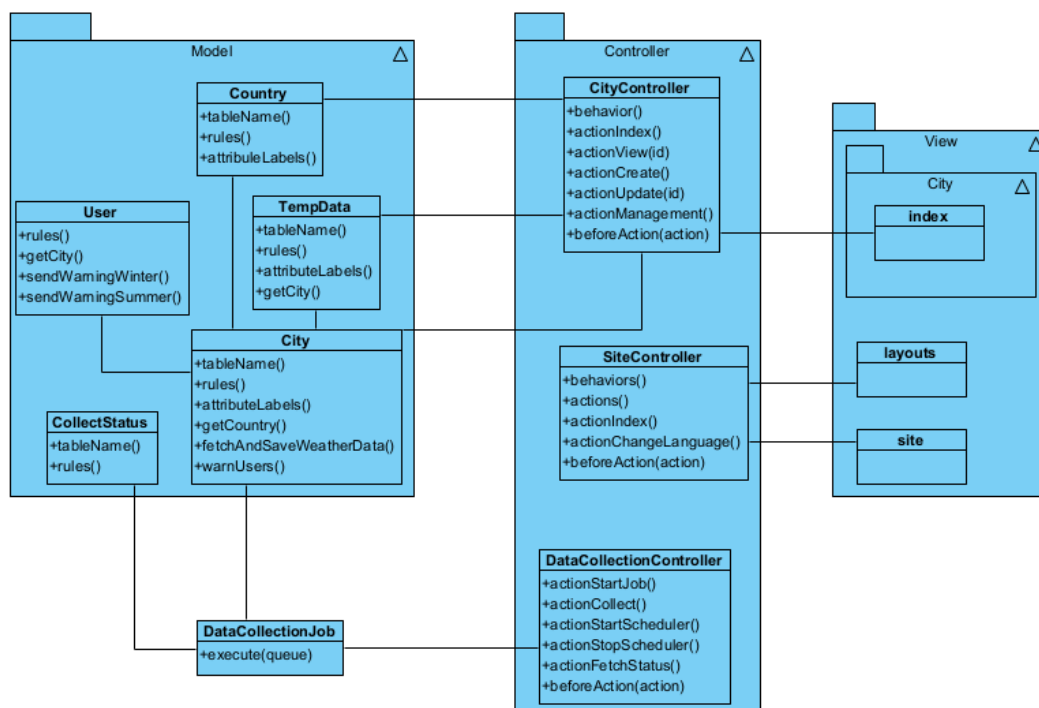 Model
Country
+tableName()
+rules()
+attribuleLabels()
User
+rules()
+getCity()
+sendWarningWinter()
+sendWarningSummer()
TempData
+tableName()
+rules()
+attributeLabels()
+getCity()
City
+tableName()
+rules()
+attributeLabels()
+getCountry()
+fetchAndSaveWeatherData()
+warnUsers()
CollectStatus
+tableName()
+rules()
DataCollectionJob
+execute(queue)
Controller
CityController
+behavior()
+actionIndex()
+actionView(id)
+actionCreate()
+actionUpdate(id)
+actionManagement()
+beforeAction(action)
SiteController
+behaviors()
+actions()
+actionIndex()
+actionChangeLanguage()
+beforeAction(action)
DataCollectionController
+actionStartJob()
+actionCollect()
+actionStartScheduler()
+actionStopScheduler()
+actionFetchStatus()
+beforeAction(action)
View
City
index
layouts
site